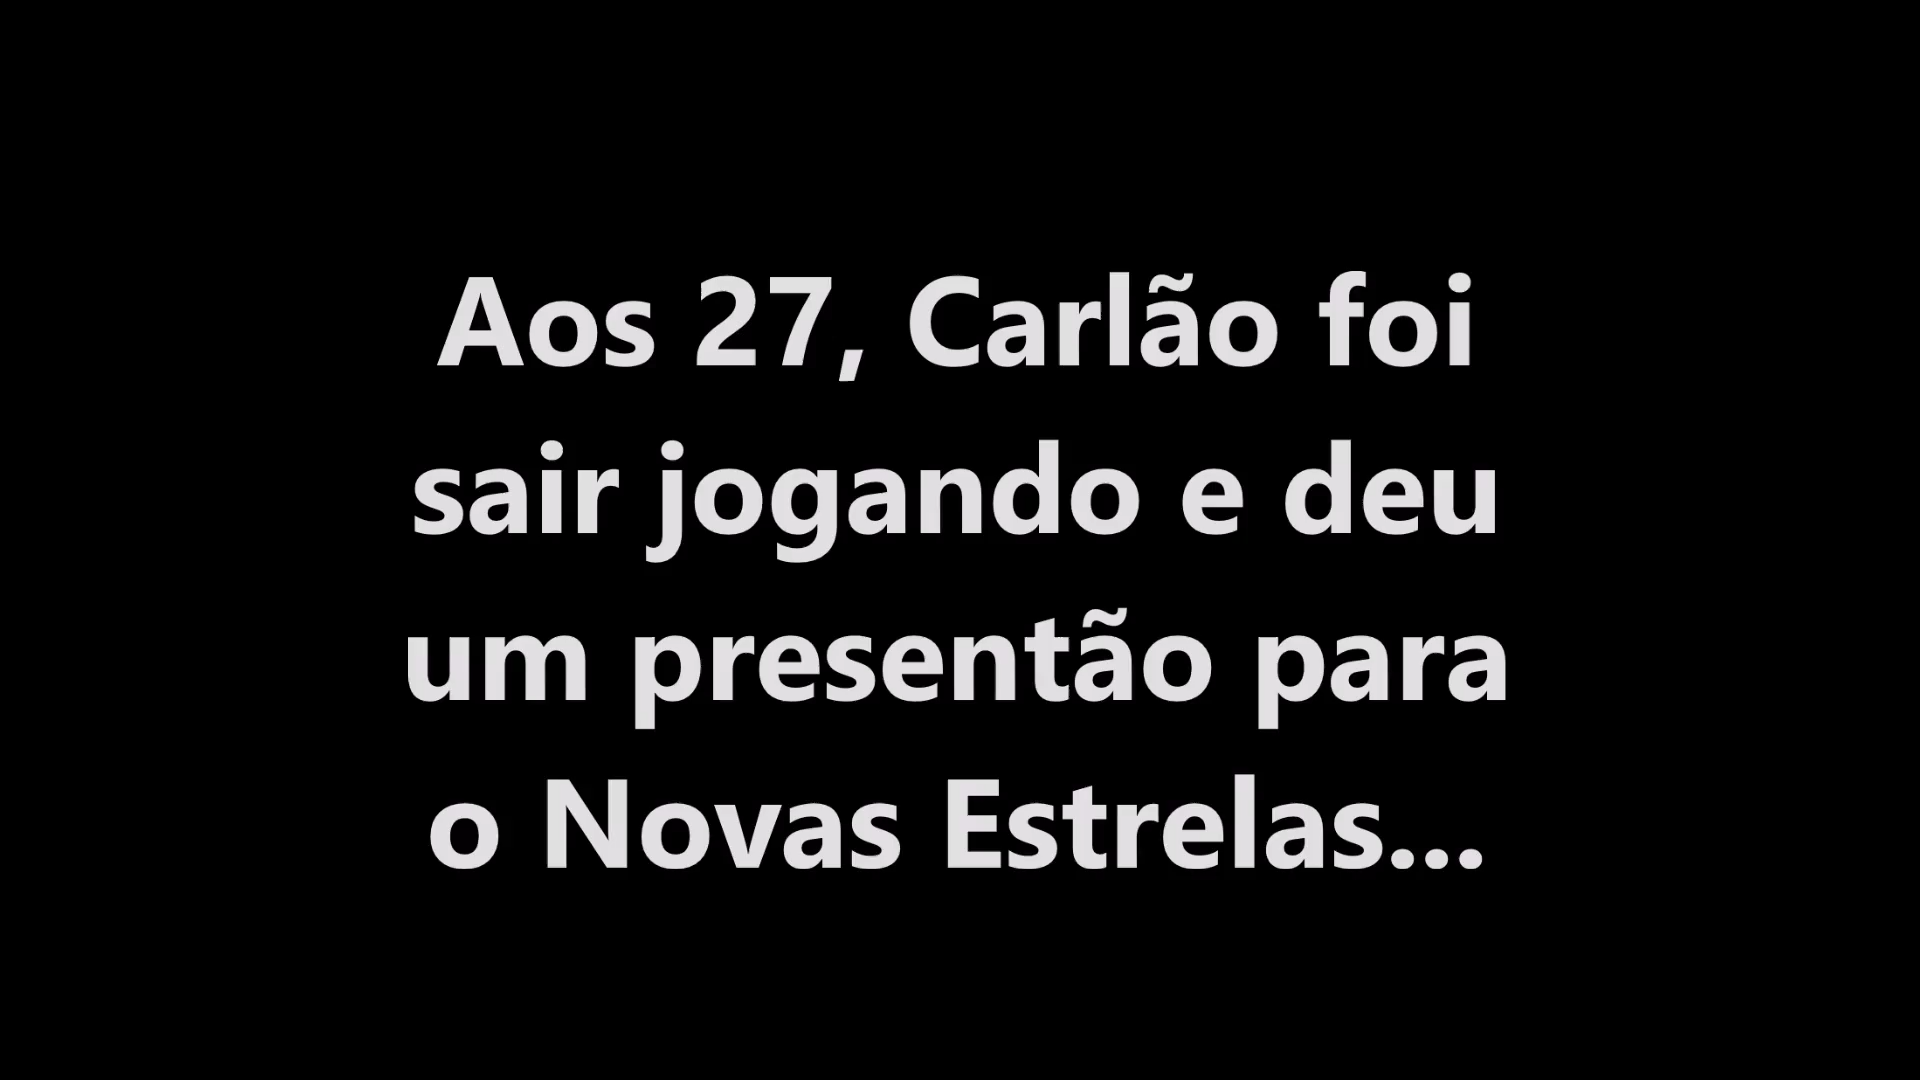 Aos 27, Carlão foi
sair jogando e deu
um presentão para
o Novas Estrelas...